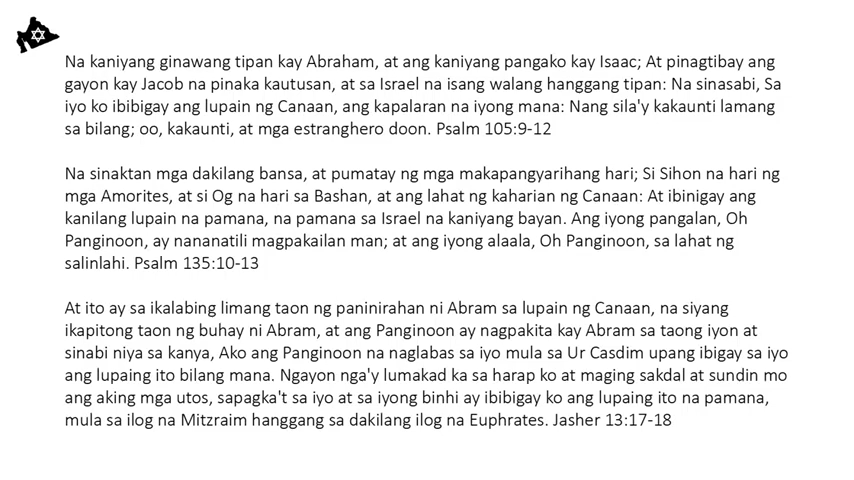 Na kaniyang ginawang tipan kay Abraham, at ang kaniyang pangako kay Isaac; At pinagtibay ang
gayon kay Jacob na pinaka kautusan, at sa Israel na isang walang hanggang tipan: Na sinasabi, Sa
iyo ko ibibigay ang lupain ng Canaan, ang kapalaran na iyong mana: Nang sila'y kakaunti lamang
sa bilang; oo, kakaunti, at mga estranghero doon. Psalm 105:9-12
Na sinaktan mga dakilang bansa, at pumatay ng mga makapangyarihang hari; Si Sihon na hari ng
mga Amorites, at si Og na hari sa Bashan, at ang lahat ng kaharian ng Canaan: At ibinigay ang
kanilang lupain na pamana, na pamana sa Israel na kaniyang bayan. Ang iyong pangalan, Oh
Panginoon, ay nananatili magpakailan man; at ang iyong alaala, Oh Panginoon, sa lahat ng
salinlahi. Psalm 135:10-13
At ito ay sa ikalabing limang taon ng paninirahan ni Abram sa lupain ng Canaan, na siyang
ikapitong taon ng buhay ni Abram, at ang Panginoon ay nagpakita kay Abram sa taong iyon at
sinabi niya sa kanya, Ako ang Panginoon na naglabas sa iyo mula sa Ur Casdim upang ibigay sa iyo
ang lupaing ito bilang mana. Ngayon nga'y lumakad ka sa harap ko at maging sakdal at sundin mo
ang aking mga utos, sapagka't sa iyo at sa iyong binhi ay ibibigay ko ang lupaing ito na pamana,
mula sa ilog na Mitzraim hanggang sa dakilang ilog na Euphrates. Jasher 13:17-18